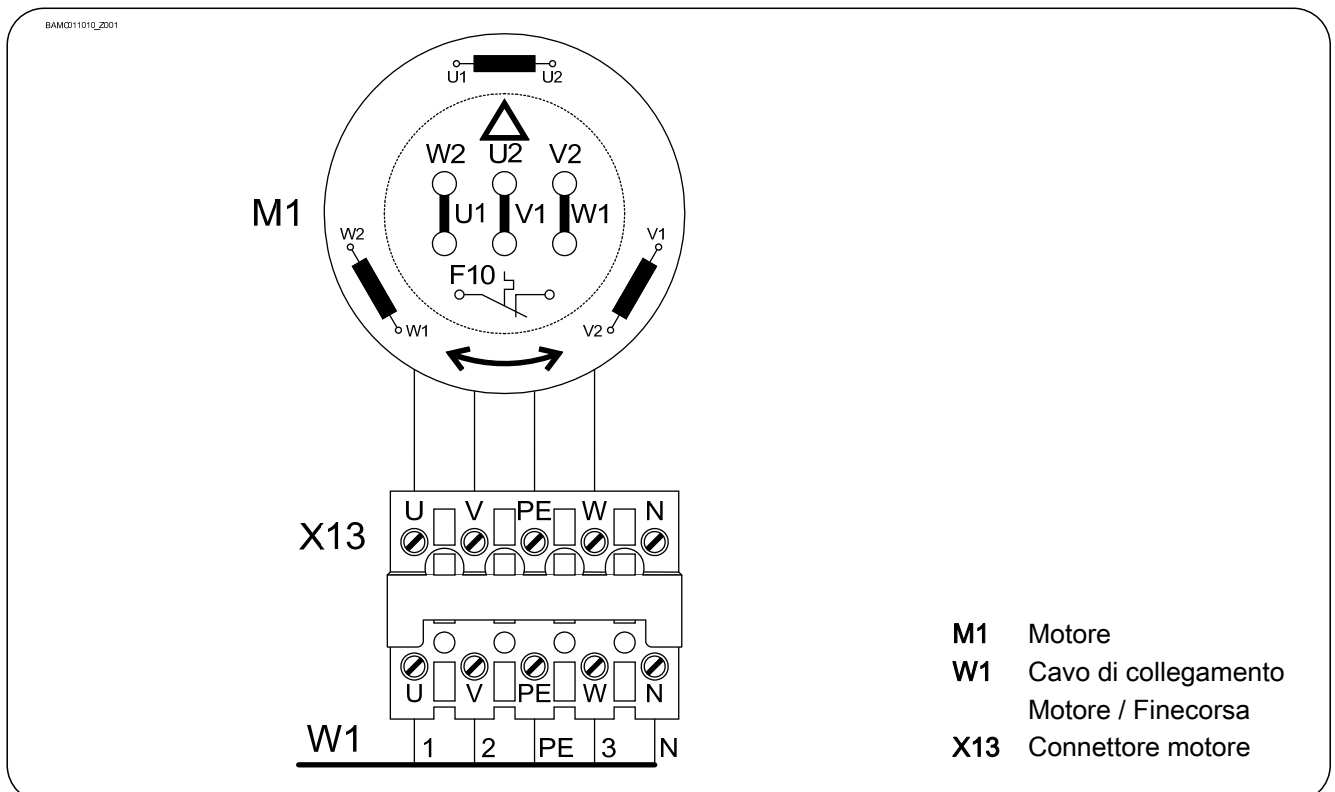 BAMC011010_Z001
U1 U2
W2 U2 V2
M1
U1 V1 W1
W2 V1
F10
W1 V2
U V PE W N
X13
U V PE W N
W1 1 2 PE 3 N
M1 Motore
W1 Cavo di collegamento
Motore / Finecorsa
X13 Connettore motore